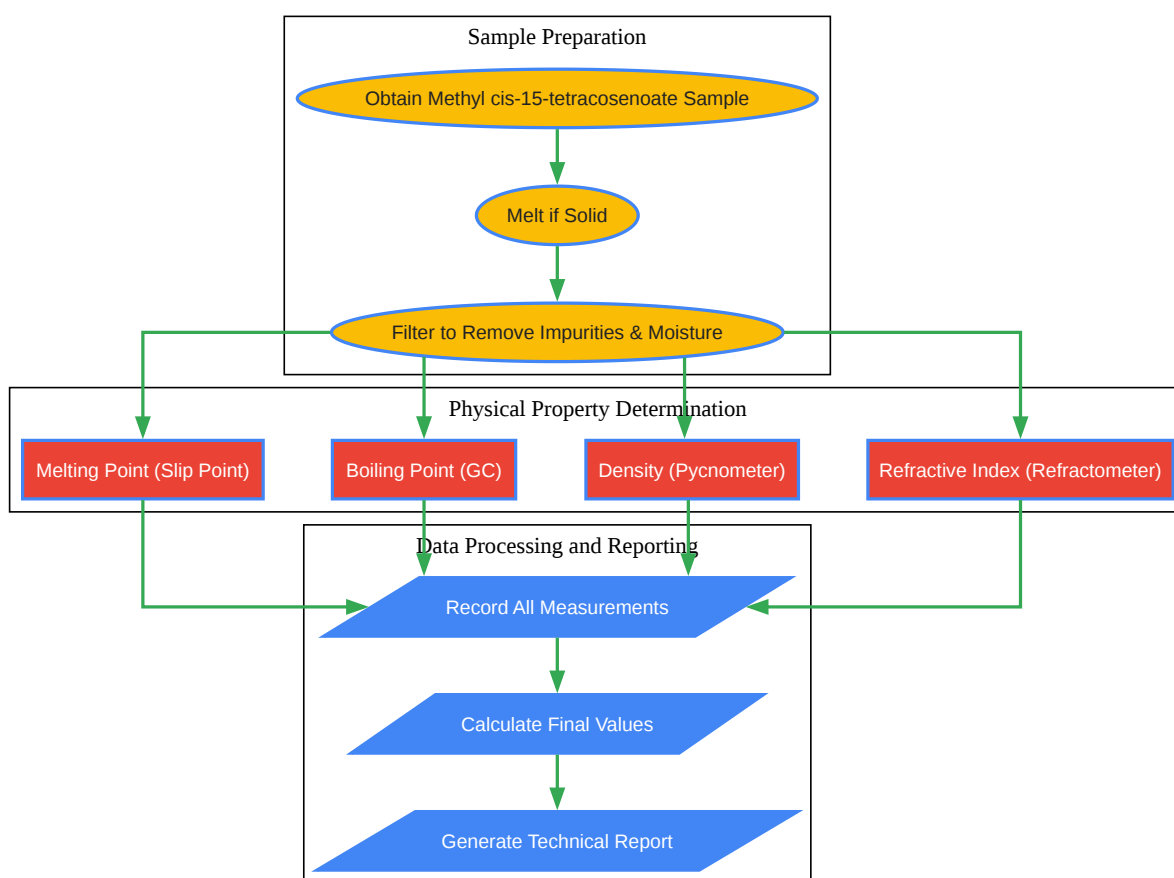 Sample Preparation
Obtain Methyl cis-15-tetracosenoate Sample
Melt if Solid
Filter to Remove Impurities & Moisture
Physical Property Determination
Melting Point (Slip Point)
Boiling Point (GC)
Density (Pycnometer)
Refractive Index (Refractometer)
Data Processing and Reporting
Record All Measurements
Calculate Final Values
Generate Technical Report